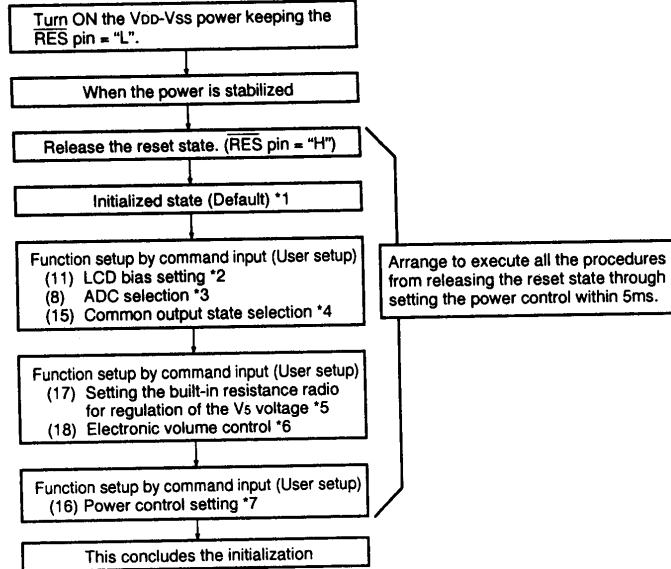 Turn ON the VDD-VSS power keeping the
RES pin = "L".
When the power is stabilized
Release the reset state. (RES pin = "H")
Initialized state (Default) *1
Function setup by command input (User setup)
(11) LCD bias setting *2
(8) ADC selection *3
(15) Common output state selection *4
Arrange to execute all the procedures
from releasing the reset state through
setting the power control within 5ms.
Function setup by command input (User setup)
(17) Setting the built-in resistance radio
for regulation of the V5 voltage *5
(18) Electronic volume control *6
Function setup by command input (User setup)
(16) Power control setting *7
This concludes the initialization